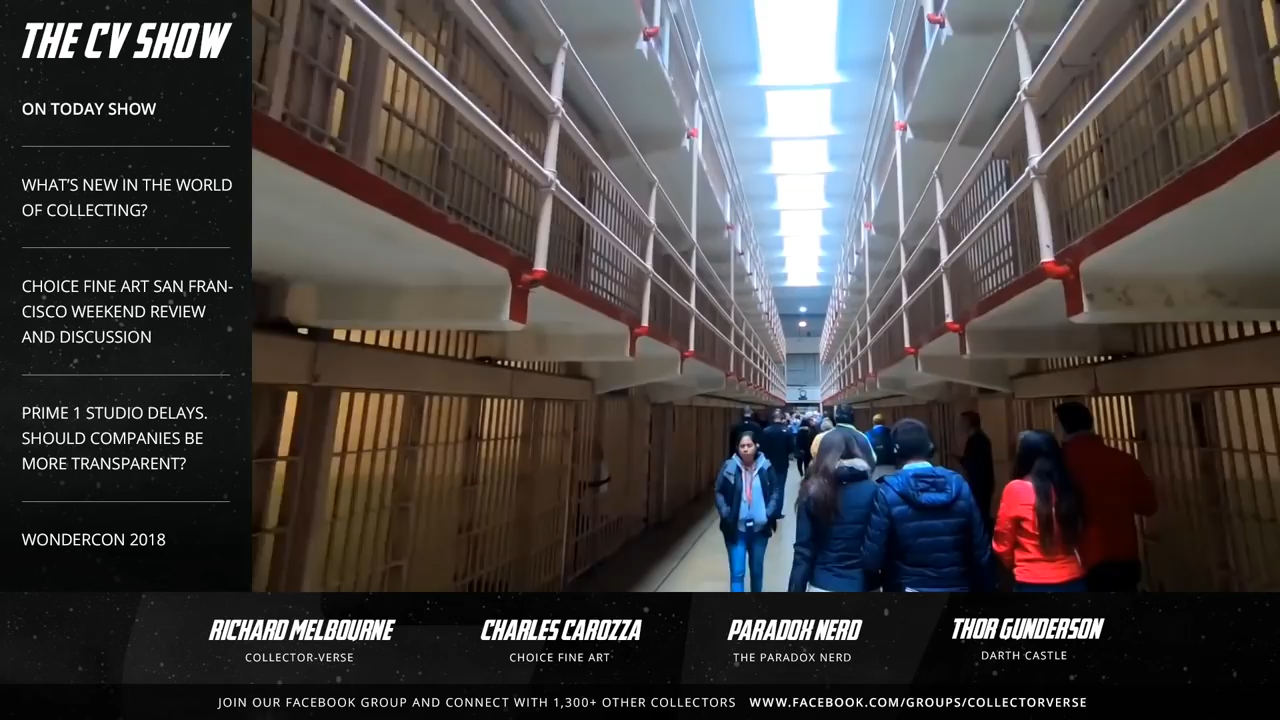 THE CV SHOW
ON TODAY SHOW
WHAT'S NEW IN THE WORLD
OF COLLECTING?
CHOICE FINE ART SAN FRAN-
CISCO WEEKEND REVIEW
AND DISCUSSION
PRIME 1 STUDIO DELAYS.
SHOULD COMPANIES BE
MORE TRANSPARENT?
WONDERCON 2018
RICHARD MELBOURNE
COLLECTOR-VERSE
CHARLES CAROZZA
CHOICE FINE ART
PARADOX NERD
THE PARADOX NERD
THOR GUNDERSON
DARTH CASTLE
JOIN OUR FACEBOOK GROUP AND CONNECT WITH 1,300+ OTHER COLLECTORS WWW.FACEBOOK.COM/GROUPS/COLLECTORVERSE